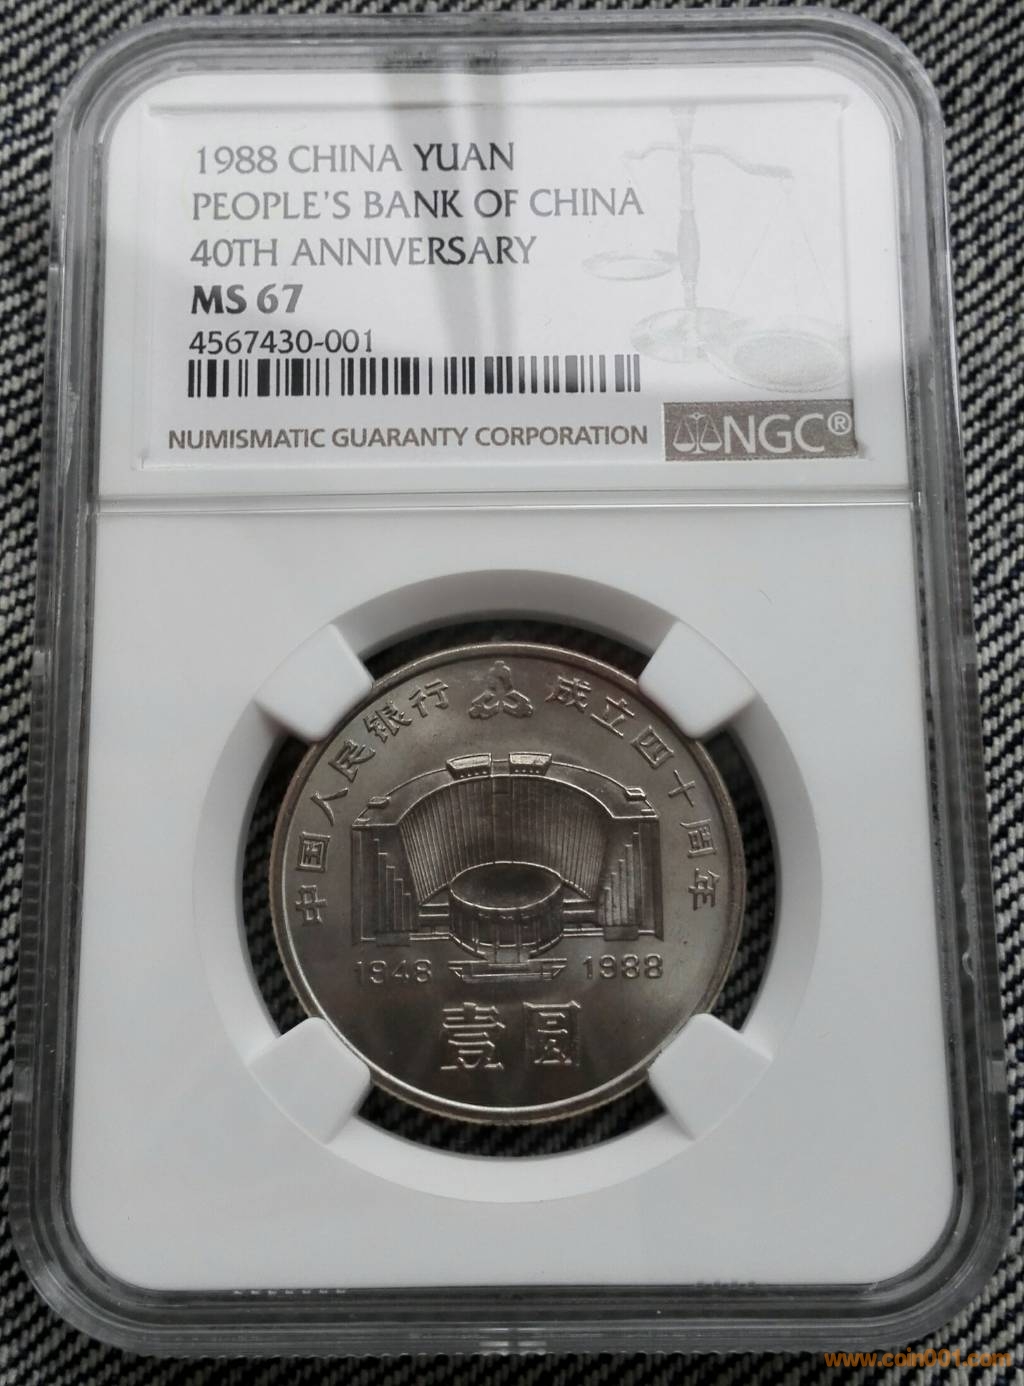 1988 CHINA YUAN
PEOPLE'S BANK OF CHINA
40TH ANNIVERSARY
MS 67
4567430-001
NUMISMATIC GUARANTY CORPORATION
NGC®
中国人民银行 成立四十周年
1948 1988
壹圆
www.coin001.com